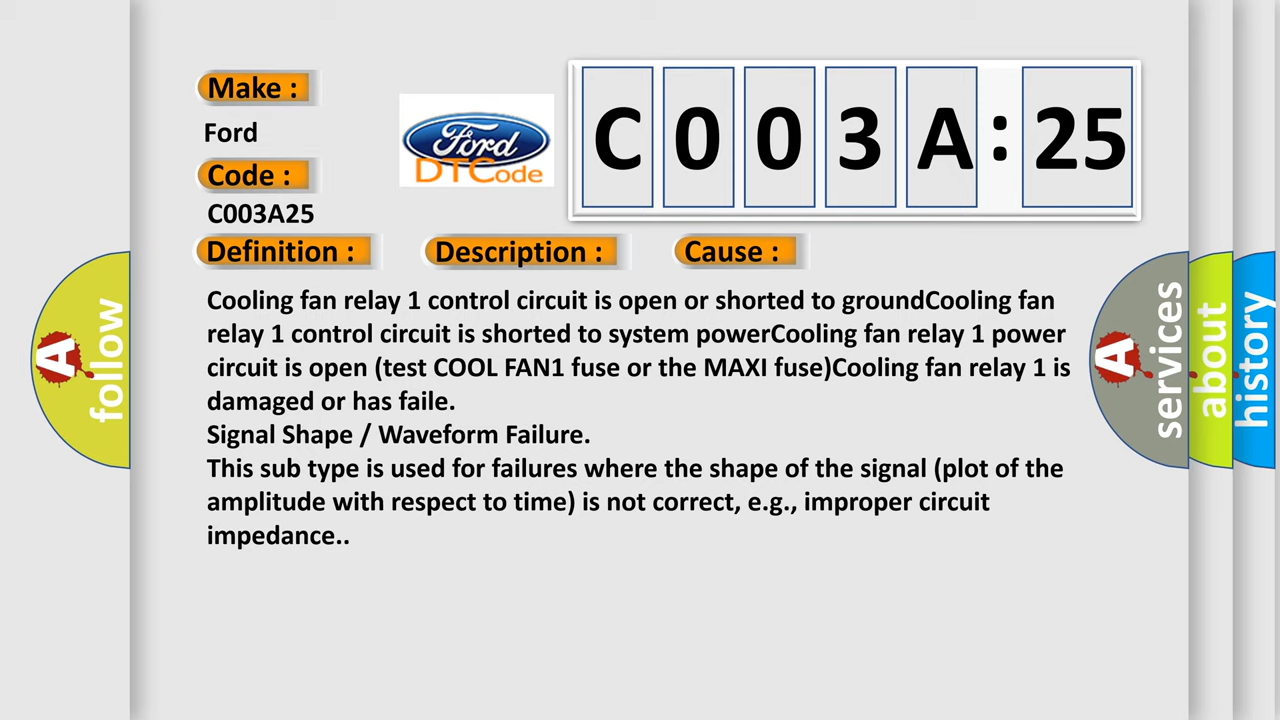 Make :
Ford
Code :
C003A25
Ford
DTCode
C003A:25
Definition :
Description :
Cause :
Cooling fan relay 1 control circuit is open or shorted to groundCooling fan
relay 1 control circuit is shorted to system powerCooling fan relay 1 power
circuit is open (test COOL FAN1 fuse or the MAXI fuse)Cooling fan relay 1 is
damaged or has faile.
Signal Shape / Waveform Failure.
This sub type is used for failures where the shape of the signal (plot of the
amplitude with respect to time) is not correct, e.g., improper circuit
impedance..
A
follow
A
services
about
history